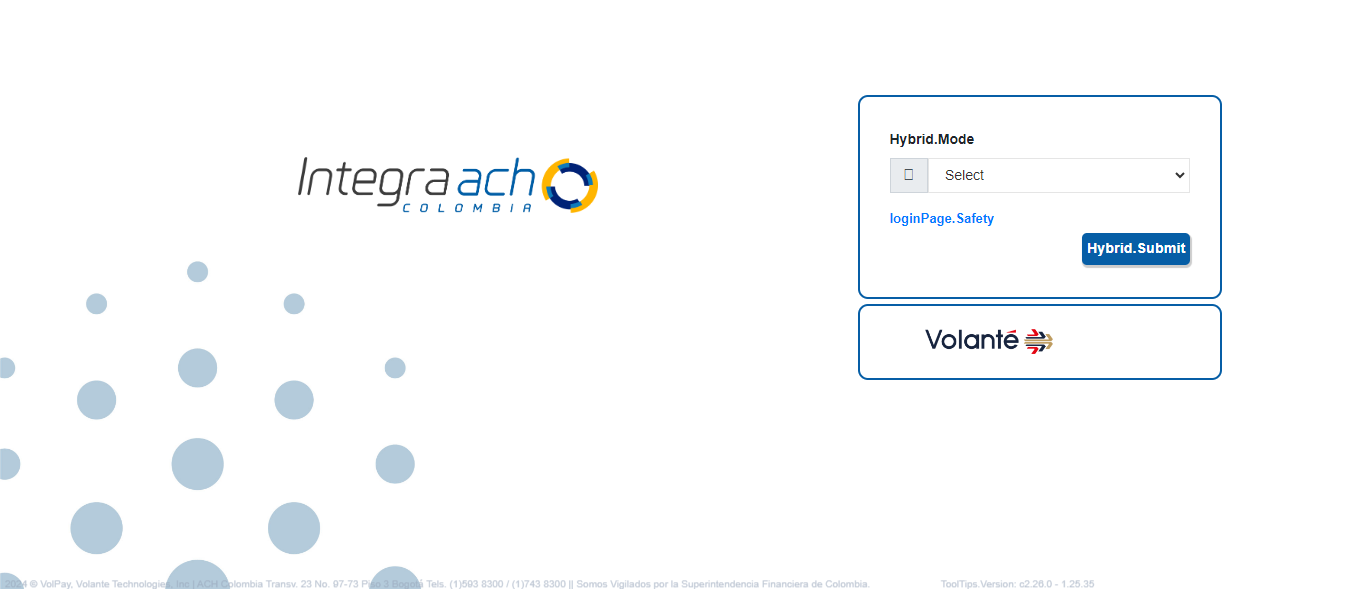 Integra ach
COLOMBIA
Hybrid.Mode
Select
loginPage.Safety
Hybrid.Submit
Volanté
2024 © VolPay, Volante Technologies, Inc | ACH Colombia Transv. 23 No. 97-73 Piso 3 Bogotá Tels. (1)593 8300 / (1)743 8300 || Somos Vigilados por la Superintendencia Financiera de Colombia.
ToolTips.Version: c2.26.0 - 1.25.35